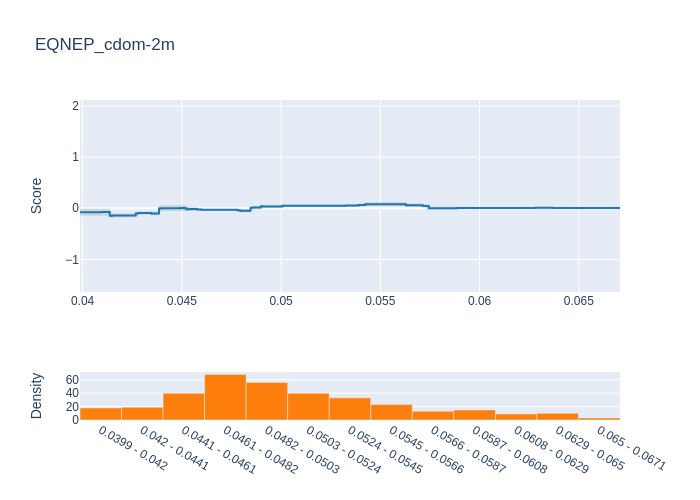 EQNEP_cdom-2m
2
1
0
−1
Score
0.04
0.045
0.05
0.055
0.06
0.065
60
40
20
0
Density
0.0399 - 0.042
0.042 - 0.0441
0.0441 - 0.0461
0.0461 - 0.0482
0.0482 - 0.0503
0.0503 - 0.0524
0.0524 - 0.0545
0.0545 - 0.0566
0.0566 - 0.0587
0.0587 - 0.0608
0.0608 - 0.0629
0.0629 - 0.065
0.065 - 0.0671